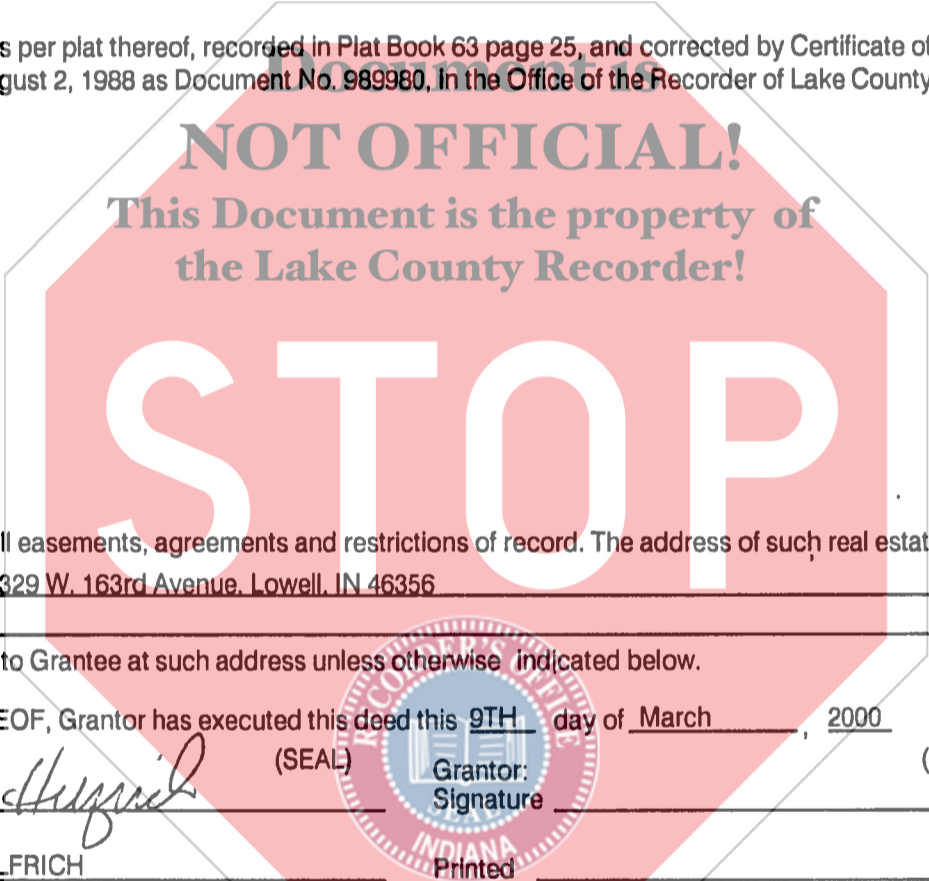 s per plat thereof, recorded in Plat Book 63 page 25, and corrected by Certificate of
gust 2, 1988 as Document No. 989980, in the Office of the Recorder of Lake County
Document is
NOT OFFICIAL!
This Document is the property of
the Lake County Recorder!
STOP
ll easements, agreements and restrictions of record. The address of such real estat
329 W. 163rd Avenue, Lowell, IN 46356
to Grantee at such address unless otherwise indicated below.
EOF, Grantor has executed this deed this 9TH day of March , 2000
(SEAL) Grantor: (
Signature
FRICH Printed
RECORDER'S OFFICE
SEAL
INDIANA